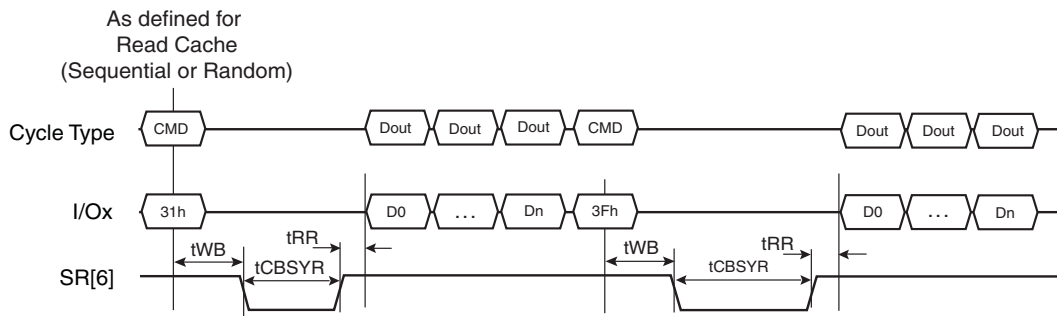 As defined for
Read Cache
(Sequential or Random)
Cycle Type CMD Dout Dout Dout CMD Dout Dout Dout
I/Ox 31h D0 ... Dn 3Fh D0 ... Dn
tWB tRR tWB tRR
SR[6] tCBSYR tCBSYR